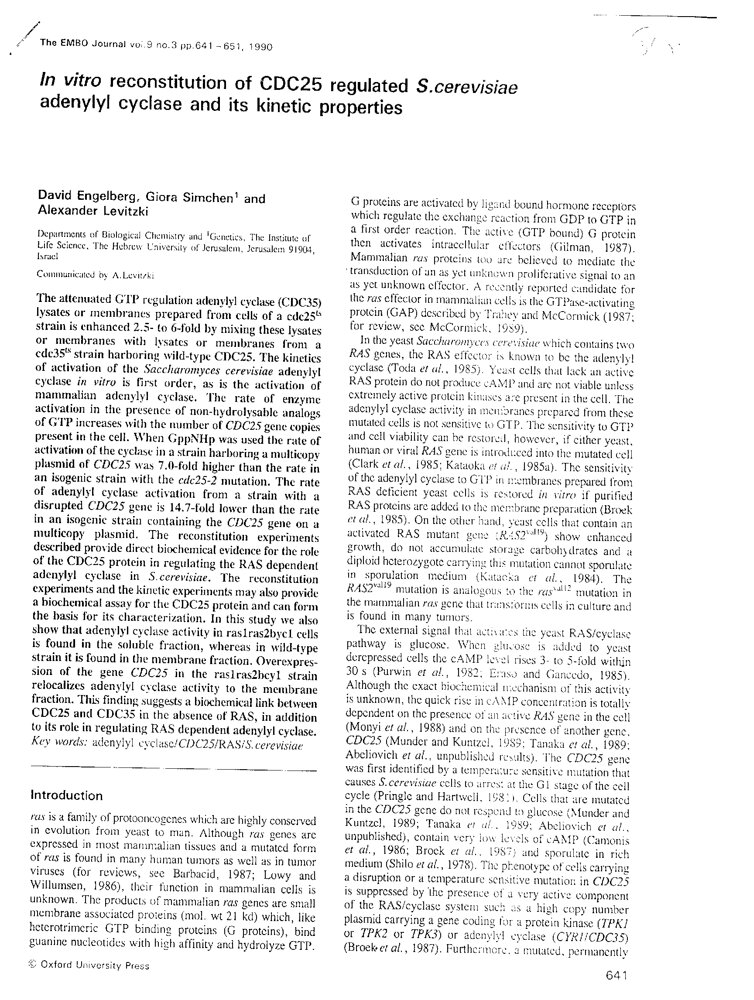 The EMBO Journal vol.9 no.3 pp.641-651, 1990
In vitro reconstitution of CDC25 regulated S.cerevisiae
adenylyl cyclase and its kinetic properties
David Engelberg, Giora Simchen¹ and
Alexander Levitzki
Departments of Biological Chemistry and ¹Genetics, The Institute of
Life Science, The Hebrew University of Jerusalem, Jerusalem 91904,
Israel
Communicated by A.Levitzki
The attenuated GTP regulation adenylyl cyclase (CDC35)
lysates or membranes prepared from cells of a cdc25ᵗˢ
strain is enhanced 2.5- to 6-fold by mixing these lysates
or membranes with lysates or membranes from a
cdc35ᵗˢ strain harboring wild-type CDC25. The kinetics
of activation of the Saccharomyces cerevisiae adenylyl
cyclase in vitro is first order, as is the activation of
mammalian adenylyl cyclase. The rate of enzyme
activation in the presence of non-hydrolysable analogs
of GTP increases with the number of CDC25 gene copies
present in the cell. When GppNHp was used the rate of
activation of the cyclase in a strain harboring a multicopy
plasmid of CDC25 was 7.0-fold higher than the rate in
an isogenic strain with the cdc25-2 mutation. The rate
of adenylyl cyclase activation from a strain with a
disrupted CDC25 gene is 14.7-fold lower than the rate
in an isogenic strain containing the CDC25 gene on a
multicopy plasmid. The reconstitution experiments
described provide direct biochemical evidence for the role
of the CDC25 protein in regulating the RAS dependent
adenylyl cyclase in S.cerevisiae. The reconstitution
experiments and the kinetic experiments may also provide
a biochemical assay for the CDC25 protein and can form
the basis for its characterization. In this study we also
show that adenylyl cyclase activity in ras1ras2bycl cells
is found in the soluble fraction, whereas in wild-type
strain it is found in the membrane fraction. Overexpres-
sion of the gene CDC25 in the ras1ras2bcy1 strain
relocalizes adenylyl cyclase activity to the membrane
fraction. This finding suggests a biochemical link between
CDC25 and CDC35 in the absence of RAS, in addition
to its role in regulating RAS dependent adenylyl cyclase.
Key words: adenylyl cyclase/CDC25/RAS/S.cerevisiae
Introduction
ras is a family of protooncogenes which are highly conserved
in evolution from yeast to man. Although ras genes are
expressed in most mammalian tissues and a mutated form
of ras is found in many human tumors as well as in tumor
viruses (for reviews, see Barbacid, 1987; Lowy and
Willumsen, 1986), their function in mammalian cells is
unknown. The products of mammalian ras genes are small
membrane associated proteins (mol. wt 21 kd) which, like
heterotrimeric GTP binding proteins (G proteins), bind
guanine nucleotides with high affinity and hydrolyze GTP.
© Oxford University Press
G proteins are activated by ligand bound hormone receptors
which regulate the exchange reaction from GDP to GTP in
a first order reaction. The active (GTP bound) G protein
then activates intracellular effectors (Gilman, 1987).
Mammalian ras proteins too are believed to mediate the
transduction of an as yet unknown proliferative signal to an
as yet unknown effector. A recently reported candidate for
the ras effector in mammalian cells is the GTPase-activating
protein (GAP) described by Trahey and McCormick (1987;
for review, see McCormick, 1989).
In the yeast Saccharomyces cerevisiae which contains two
RAS genes, the RAS effector is known to be the adenylyl
cyclase (Toda et al., 1985). Yeast cells that lack an active
RAS protein do not produce cAMP and are not viable unless
extremely active protein kinases are present in the cell. The
adenylyl cyclase activity in membranes prepared from these
mutated cells is not sensitive to GTP. The sensitivity to GTP
and cell viability can be restored, however, if either yeast,
human or viral RAS gene is introduced into the mutated cell
(Clark et al., 1985; Kataoka et al., 1985a). The sensitivity
of the adenylyl cyclase to GTP in membranes prepared from
RAS deficient yeast cells is restored in vitro if purified
RAS proteins are added to the membrane preparation (Broek
et al., 1985). On the other hand, yeast cells that contain an
activated RAS mutant gene (RAS2ᵛᵃˡ¹⁹) show enhanced
growth, do not accumulate storage carbohydrates and a
diploid heterozygote carrying this mutation cannot sporulate
in sporulation medium (Kataoka et al., 1984). The
RAS2ᵛᵃˡ¹⁹ mutation is analogous to the rasᵛᵃˡ¹² mutation in
the mammalian ras gene that transforms cells in culture and
is found in many tumors.
The external signal that activates the yeast RAS/cyclase
pathway is glucose. When glucose is added to yeast
derepressed cells the cAMP level rises 3- to 5-fold within
30 s (Purwin et al., 1982; Eraso and Gancedo, 1985).
Although the exact biochemical mechanism of this activity
is unknown, the quick rise in cAMP concentration is totally
dependent on the presence of an active RAS gene in the cell
(Monyi et al., 1988) and on the presence of another gene,
CDC25 (Munder and Kuntzel, 1989; Tanaka et al., 1989;
Abeliovich et al., unpublished results). The CDC25 gene
was first identified by a temperature sensitive mutation that
causes S.cerevisiae cells to arrest at the G1 stage of the cell
cycle (Pringle and Hartwell, 1981). Cells that are mutated
in the CDC25 gene do not respond to glucose (Munder and
Kuntzel, 1989; Tanaka et al., 1989; Abeliovich et al.,
unpublished), contain very low levels of cAMP (Camonis
et al., 1986; Broek et al., 1987) and sporulate in rich
medium (Shilo et al., 1978). The phenotype of cells carrying
a disruption or a temperature sensitive mutation in CDC25
is suppressed by the presence of a very active component
of the RAS/cyclase system such as a high copy number
plasmid carrying a gene coding for a protein kinase (TPK1
or TPK2 or TPK3) or adenylyl cyclase (CYR1/CDC35)
(Broek et al., 1987). Furthermore, a mutated, permanently
641